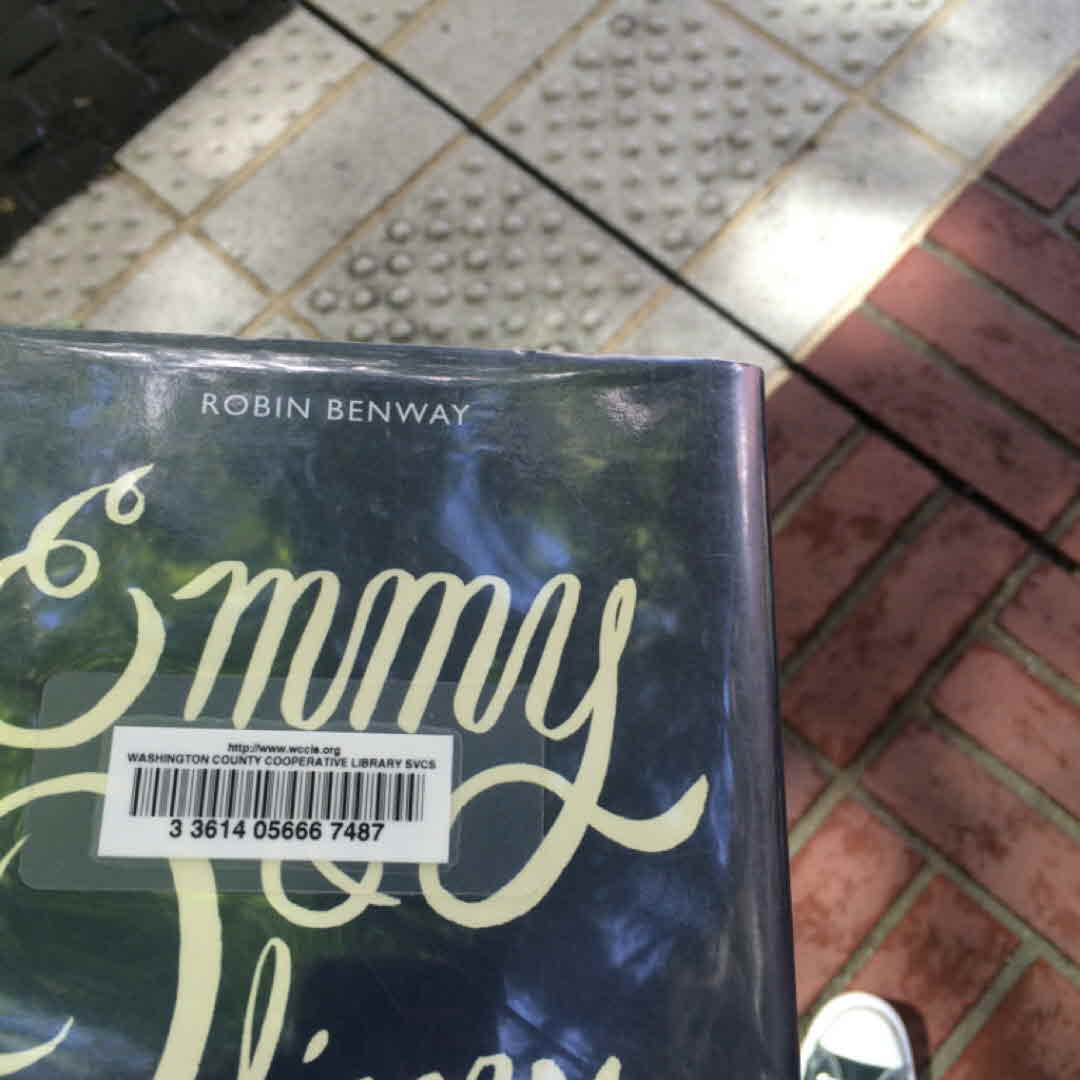 ROBIN BENWAY
Emmy
&
http://www.wccls.org
WASHINGTON COUNTY COOPERATIVE LIBRARY SVCS
3 3614 05666 7487